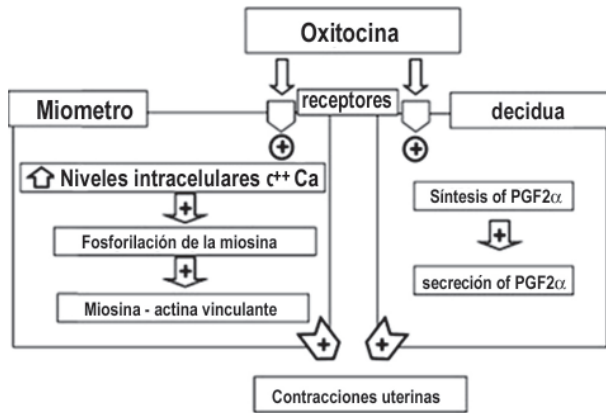 Oxitocina
receptores
Miometro
decidua
Niveles intracelulares c++ Ca
Síntesis of PGF2α
Fosforilación de la miosina
secreción of PGF2α
Miosina - actina vinculante
Contracciones uterinas